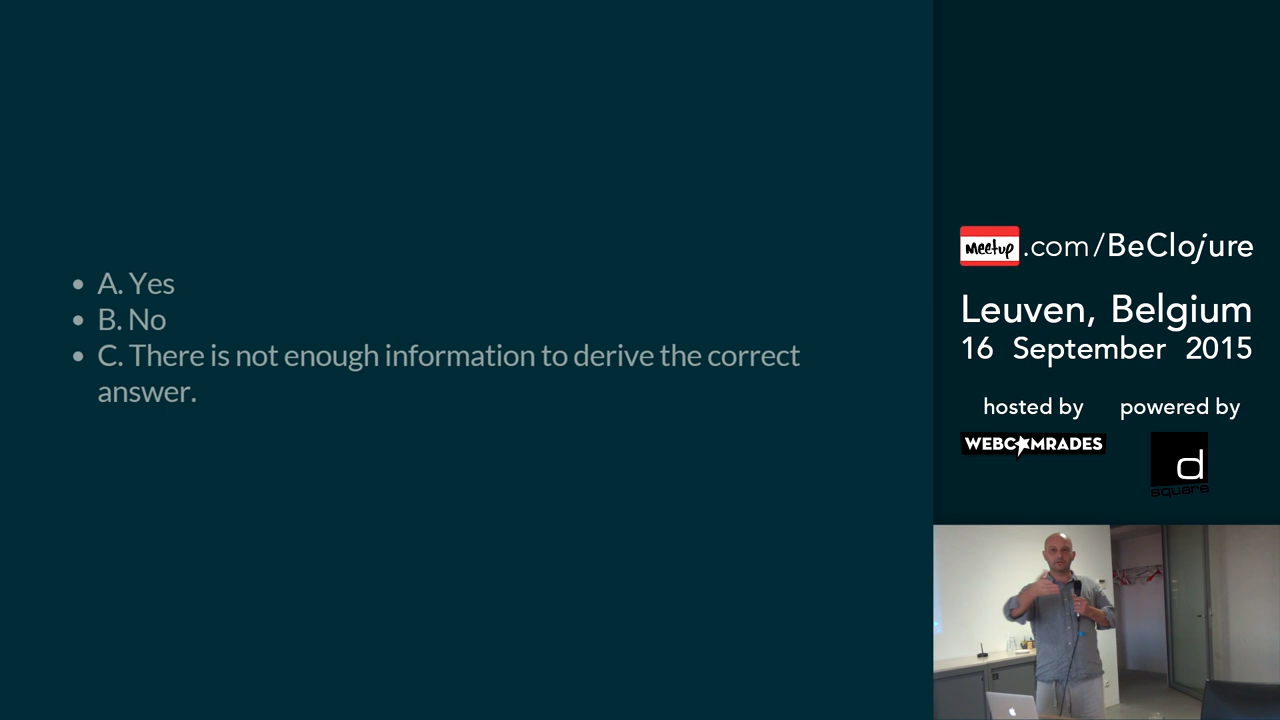 A. Yes
B. No
C. There is not enough information to derive the correct
answer.
meetup.com/BeClojure
Leuven, Belgium
16 September 2015
hosted by powered by
WEBCOMRADES
d
square